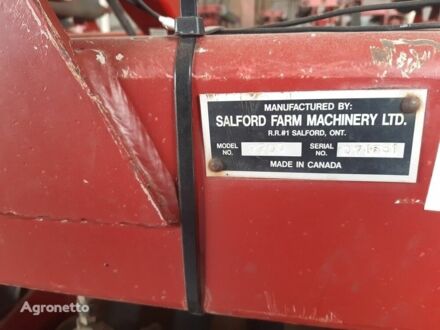 MANUFACTURED BY:
SALFORD FARM MACHINERY LTD.
R.R.#1 SALFORD, ONT.
MODEL NO. SERIAL NO.
MADE IN CANADA
Agronetto